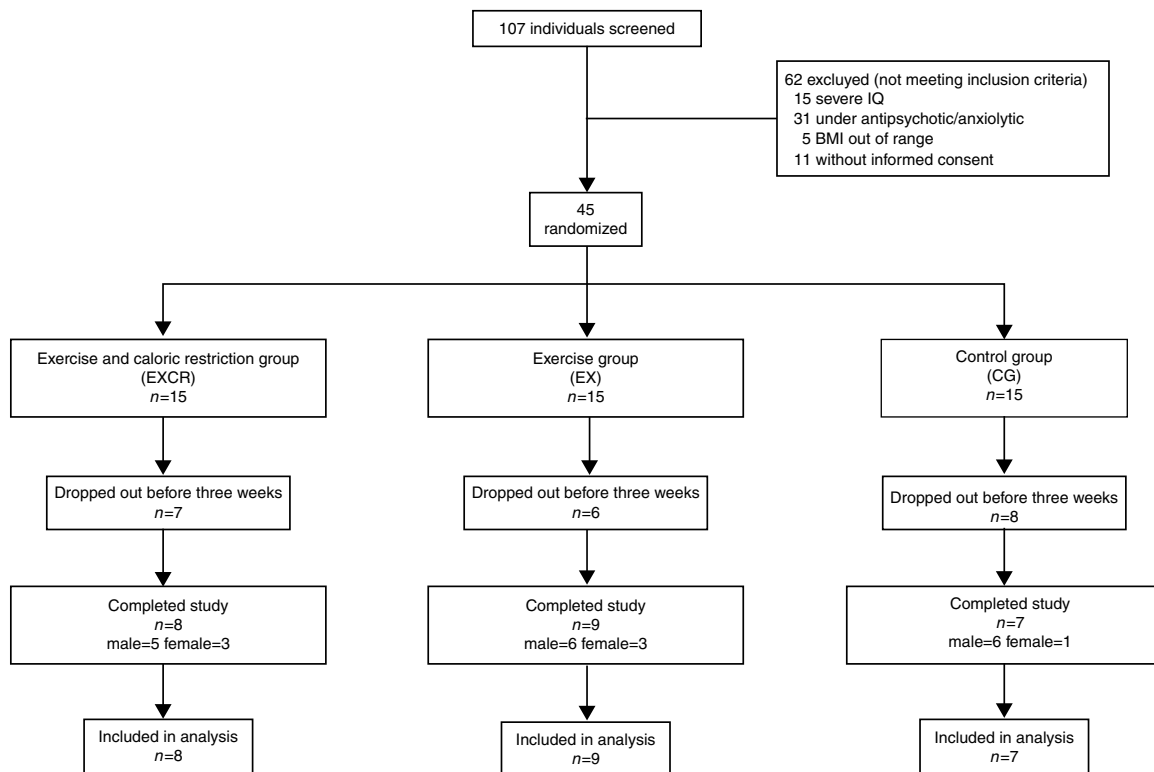 107 individuals screened
62 excluyed (not meeting inclusion criteria)
15 severe IQ
31 under antipsychotic/anxiolytic
5 BMI out of range
11 without informed consent
45
randomized
Exercise and caloric restriction group
(EXCR)
n=15
Exercise group
(EX)
n=15
Control group
(CG)
n=15
Dropped out before three weeks
n=7
Dropped out before three weeks
n=6
Dropped out before three weeks
n=8
Completed study
n=8
male=5 female=3
Completed study
n=9
male=6 female=3
Completed study
n=7
male=6 female=1
Included in analysis
n=8
Included in analysis
n=9
Included in analysis
n=7